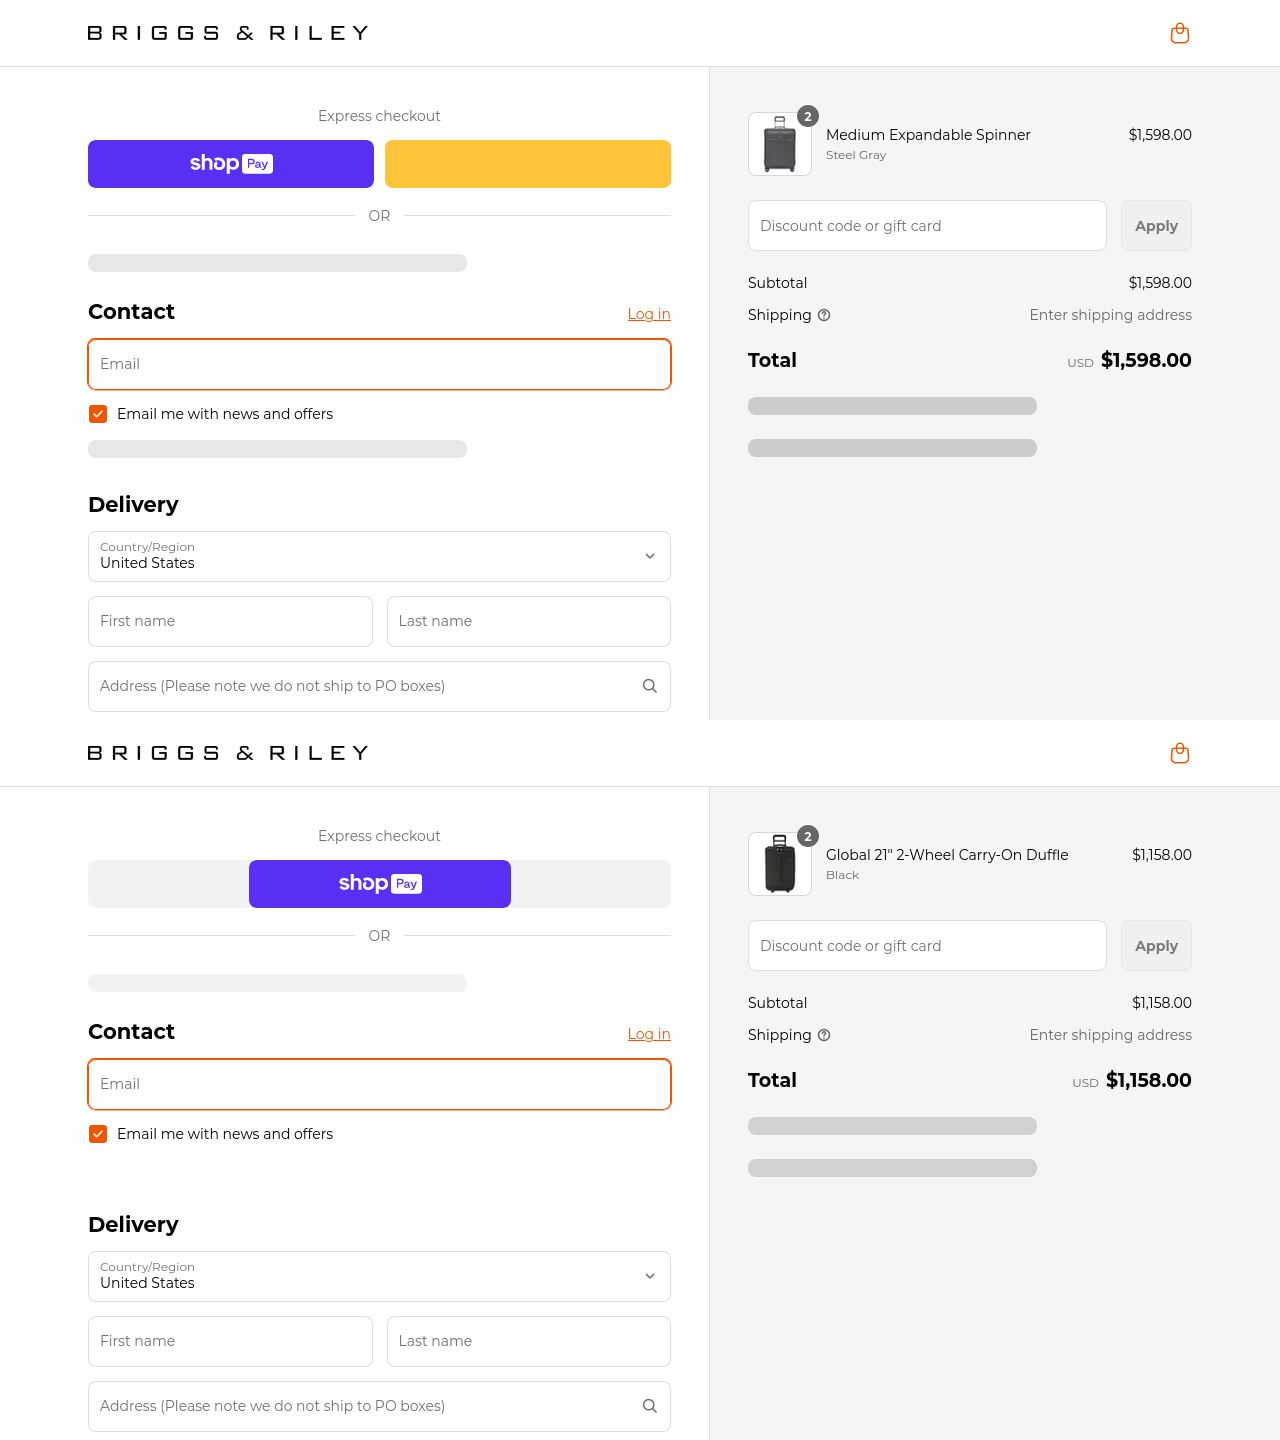 BRIGGS & RILEY
Express checkout
shop Pay
OR
Contact
Log in
Email
Email me with news and offers
Delivery
Country/Region
United States
First name
Last name
Address (Please note we do not ship to PO boxes)
2
Medium Expandable Spinner
$1,598.00
Steel Gray
Discount code or gift card
Apply
Subtotal
$1,598.00
Shipping
Enter shipping address
Total
USD $1,598.00
BRIGGS & RILEY
Express checkout
shop Pay
OR
Contact
Log in
Email
Email me with news and offers
Delivery
Country/Region
United States
First name
Last name
Address (Please note we do not ship to PO boxes)
2
Global 21" 2-Wheel Carry-On Duffle
$1,158.00
Black
Discount code or gift card
Apply
Subtotal
$1,158.00
Shipping
Enter shipping address
Total
USD $1,158.00